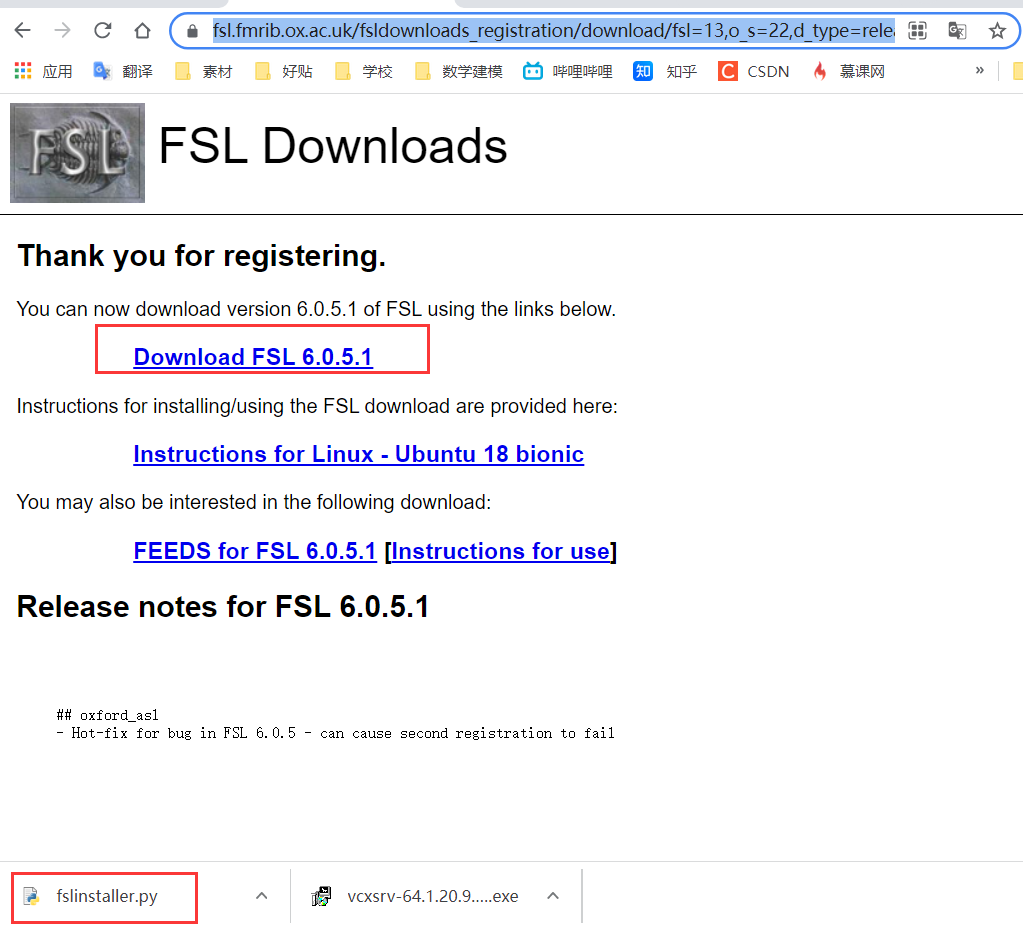 fsl.fmrib.ox.ac.uk/fsldownloads_registration/download/fsl=13,o_s=22,d_type=rele
应用 翻译 素材 好贴 学校 数学建模 哔哩哔哩 知 知乎 C CSDN 慕课网 »
FSL FSL Downloads
Thank you for registering.
You can now download version 6.0.5.1 of FSL using the links below.
Download FSL 6.0.5.1
Instructions for installing/using the FSL download are provided here:
Instructions for Linux - Ubuntu 18 bionic
You may also be interested in the following download:
FEEDS for FSL 6.0.5.1 [Instructions for use]
Release notes for FSL 6.0.5.1
## oxford_asl
- Hot-fix for bug in FSL 6.0.5 - can cause second registration to fail
fslinstaller.py vcxsrv-64.1.20.9.....exe